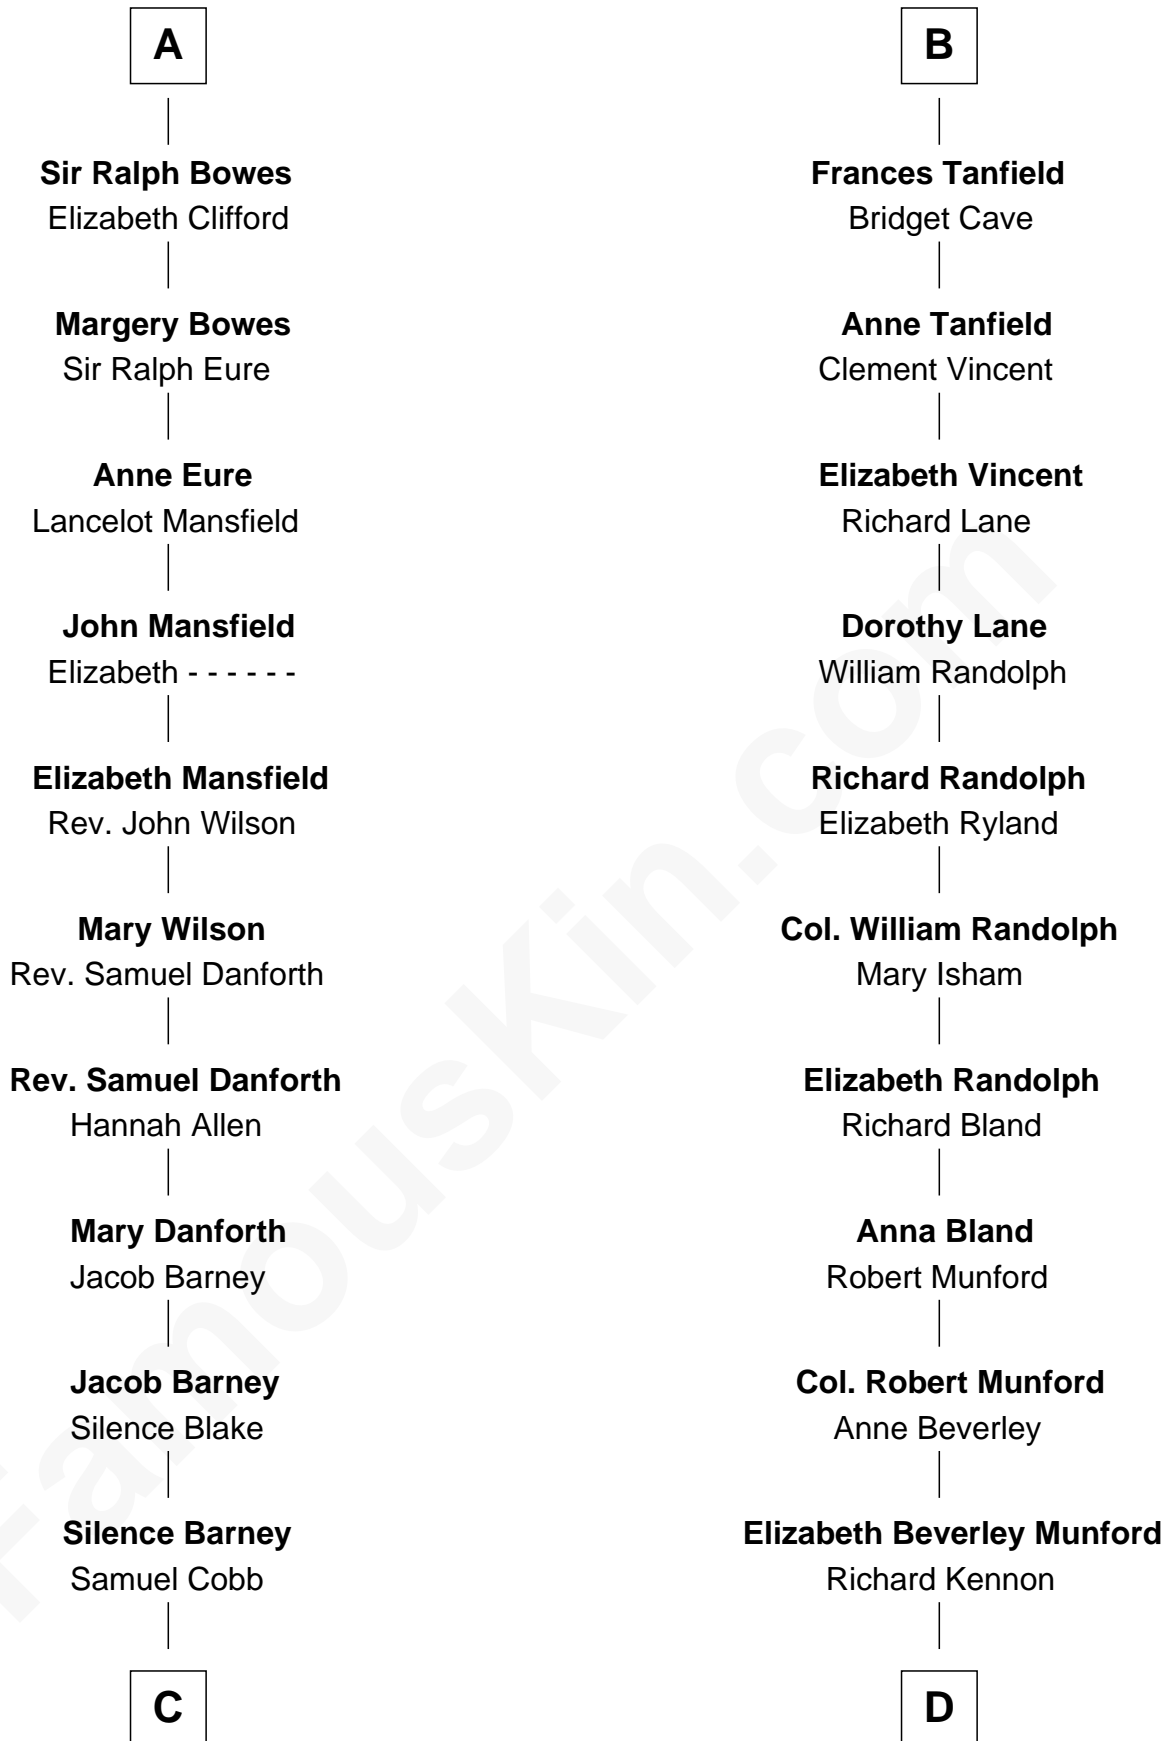 A
Sir Ralph Bowes
Elizabeth Clifford
Margery Bowes
Sir Ralph Eure
Anne Eure
Lancelot Mansfield
John Mansfield
Elizabeth - - - - - -
Elizabeth Mansfield
Rev. John Wilson
Mary Wilson
Rev. Samuel Danforth
Rev. Samuel Danforth
Hannah Allen
Mary Danforth
Jacob Barney
Jacob Barney
Silence Blake
Silence Barney
Samuel Cobb
C
B
Frances Tanfield
Bridget Cave
Anne Tanfield
Clement Vincent
Elizabeth Vincent
Richard Lane
Dorothy Lane
William Randolph
Richard Randolph
Elizabeth Ryland
Col. William Randolph
Mary Isham
Elizabeth Randolph
Richard Bland
Anna Bland
Robert Munford
Col. Robert Munford
Anne Beverley
Elizabeth Beverley Munford
Richard Kennon
D
FamousKin.com